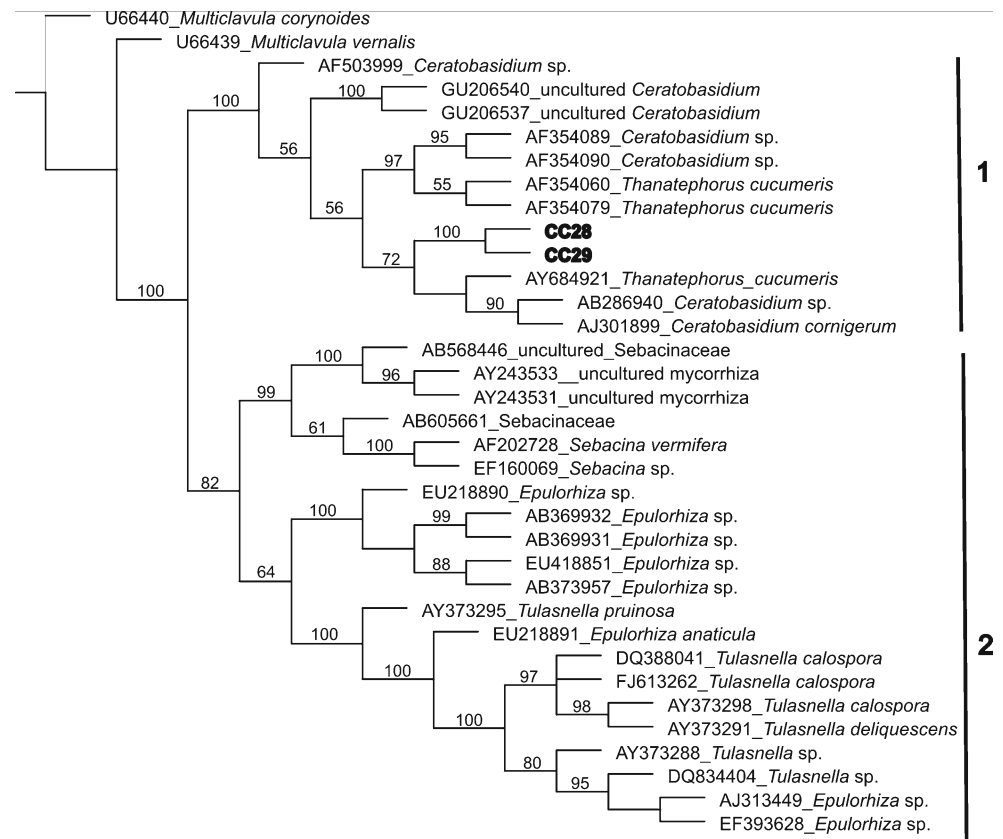 U66440_Multiclavula corynoides
U66439_Multiclavula vernalis
AF503999_Ceratobasidium sp.
100
100
GU206540_uncultured Ceratobasidium
GU206537_uncultured Ceratobasidium
95
AF354089_Ceratobasidium sp.
56
97
AF354090_Ceratobasidium sp.
1
55
AF354060_Thanatephorus cucumeris
56
AF354079_Thanatephorus cucumeris
100
CC28
72
CC29
AY684921_Thanatephorus_cucumeris
100
90
AB286940_Ceratobasidium sp.
AJ301899_Ceratobasidium cornigerum
100
AB568446_uncultured_Sebacinaceae
96
AY243533__uncultured mycorrhiza
99
AY243531_uncultured mycorrhiza
61
AB605661_Sebacinaceae
100
AF202728_Sebacina vermifera
EF160069_Sebacina sp.
82
EU218890_Epulorhiza sp.
100
99
AB369932_Epulorhiza sp.
AB369931_Epulorhiza sp.
64
88
EU418851_Epulorhiza sp.
AB373957_Epulorhiza sp.
100
AY373295_Tulasnella pruinosa
EU218891_Epulorhiza anaticula
2
100
97
DQ388041_Tulasnella calospora
FJ613262_Tulasnella calospora
98
AY373298_Tulasnella calospora
100
AY373291_Tulasnella deliquescens
80
AY373288_Tulasnella sp.
95
DQ834404_Tulasnella sp.
AJ313449_Epulorhiza sp.
EF393628_Epulorhiza sp.